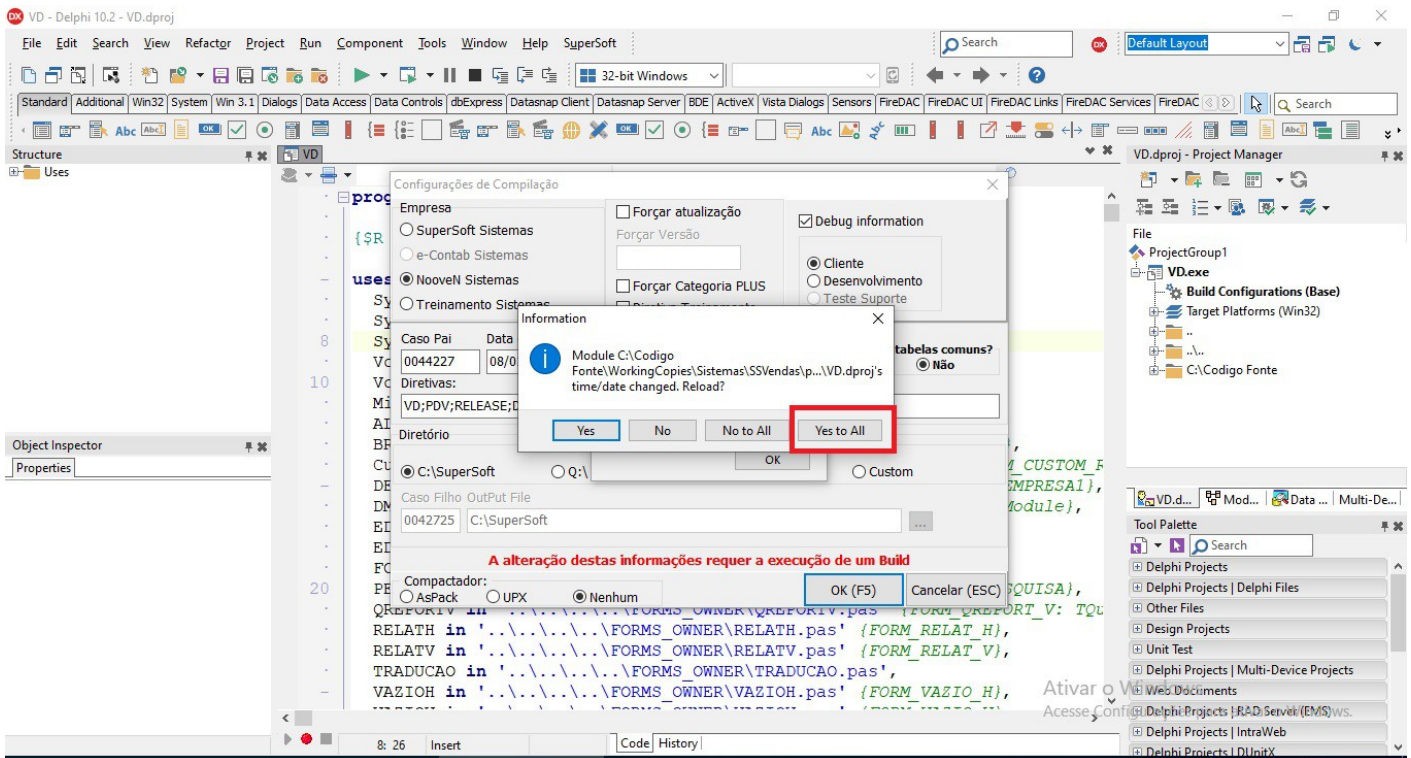 VD - Delphi 10.2 - VD.dproj
File Edit Search View Refactor Project Run Component Tools Window Help SuperSoft
Search
Default Layout
32-bit Windows
Standard Additional Win32 System Win 3.1 Dialogs Data Access Data Controls dbExpress Datasnap Client Datasnap Server BDE ActiveX Vista Dialogs Sensors FireDAC FireDAC UI FireDAC Links FireDAC Services FireDAC
Search
Structure
Uses
VD
{$R
uses
8
10
20
Configurações de Compilação
Empresa
SuperSoft Sistemas
e-Contab Sistemas
NooveN Sistemas
Treinamento Sistemas
Forçar atualização
Forçar Versão
Forçar Categoria PLUS
Debug information
Cliente
Desenvolvimento
Teste Suporte
Caso Pai Data
0044227 08/0
tabelas comuns?
Não
Diretivas:
VD;PDV;RELEASE;D
Information
Module C:\Codigo
Fonte\WorkingCopies\Sistemas\SSVendas\p...\VD.dproj's
time/date changed. Reload?
Yes No No to All Yes to All
OK
Diretório
C:\SuperSoft Q:\ Custom
Caso Filho OutPut File
0042725 C:\SuperSoft ...
A alteração destas informações requer a execução de um Build
Compactador:
AsPack UPX Nenhum
OK (F5) Cancelar (ESC)
QREPORTV in '..\..\..\..\FORMS_OWNER\QREPORTV.pas' {FORM_QREPORT_V: TQu
RELATH in '..\..\..\..\FORMS_OWNER\RELATH.pas' {FORM_RELAT_H},
RELATV in '..\..\..\..\FORMS_OWNER\RELATV.pas' {FORM_RELAT_V},
TRADUCAO in '..\..\..\..\FORMS_OWNER\TRADUCAO.pas',
VAZIOH in '..\..\..\..\FORMS_OWNER\VAZIOH.pas' {FORM_VAZIO_H},
8: 26 Insert Code History
Object Inspector
Properties
VD.dproj - Project Manager
File
ProjectGroup1
VD.exe
Build Configurations (Base)
Target Platforms (Win32)
..
..\..
C:\Codigo Fonte
VD.d... Mod... Data ... Multi-De...
Tool Palette
Search
Delphi Projects
Delphi Projects | Delphi Files
Other Files
Design Projects
Unit Test
Delphi Projects | Multi-Device Projects
Web Documents
Delphi Projects | RAD Server (EMS)
Delphi Projects | IntraWeb
Delphi Projects | DUnitX